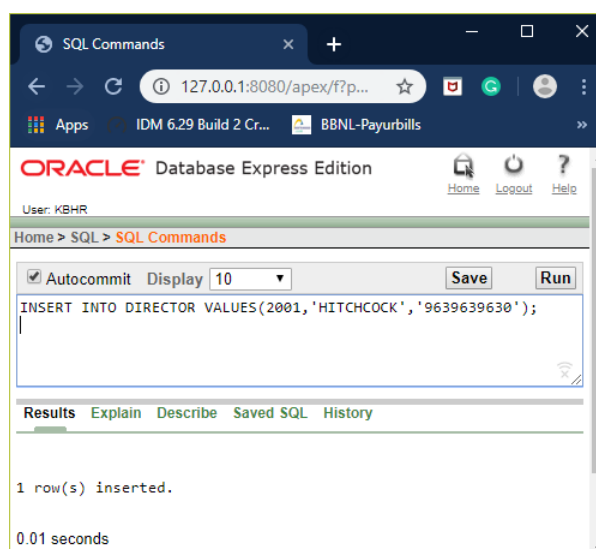 SQL Commands
127.0.0.1:8080/apex/f?p...
Apps IDM 6.29 Build 2 Cr... BBNL-Payurbills »
ORACLE Database Express Edition
Home Logout Help
User: KBHR
Home > SQL > SQL Commands
Autocommit Display 10 Save Run
INSERT INTO DIRECTOR VALUES(2001,'HITCHCOCK','9639639630');
Results Explain Describe Saved SQL History
1 row(s) inserted.
0.01 seconds